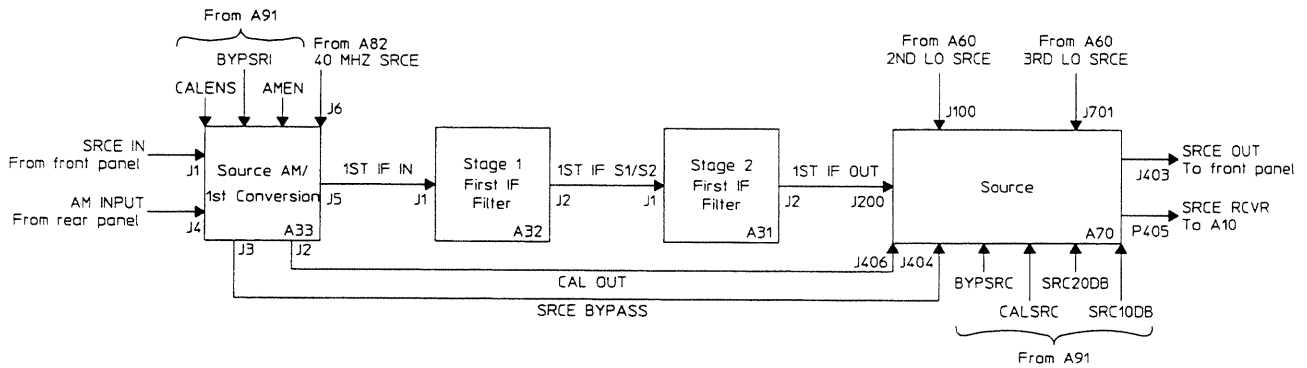 From A91
BYPSRI
CALENS
AMEN
From A82
40 MHZ SRCE
J6
SRCE IN
From front panel
J1
AM INPUT
From rear panel
J4
Source AM/
1st Conversion
A33
J5
J3
J2
1ST IF IN
J1
Stage 1
First IF
Filter
A32
1ST IF S1/S2
J2
J1
Stage 2
First IF
Filter
A31
1ST IF OUT
J2
J200
From A60
2ND LO SRCE
J100
From A60
3RD LO SRCE
J701
Source
A70
J403
SRCE OUT
To front panel
P405
SRCE RCVR
To A10
J406
J404
CAL OUT
SRCE BYPASS
BYPSRC
CALSRC
SRC20DB
SRC10DB
From A91